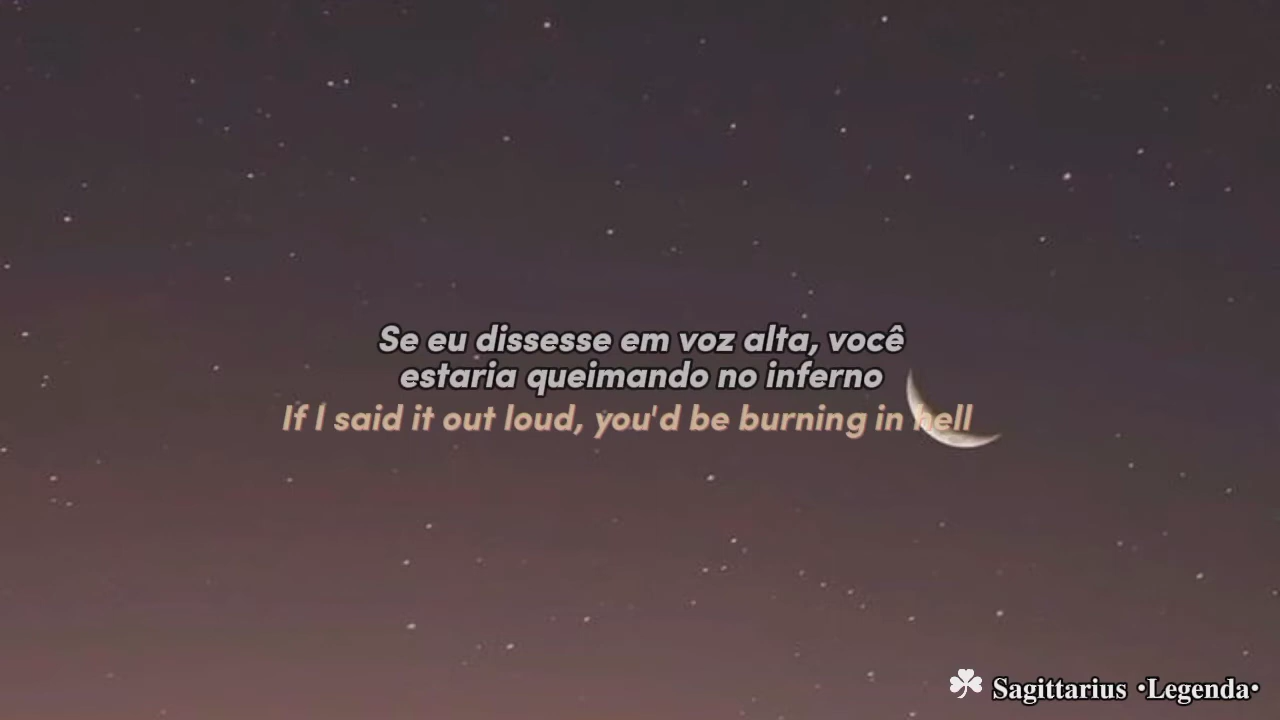 Se eu dissesse em voz alta, você
estaria queimando no inferno
If I said it out loud, you'd be burning in hell
☘ Sagittarius •Legenda•